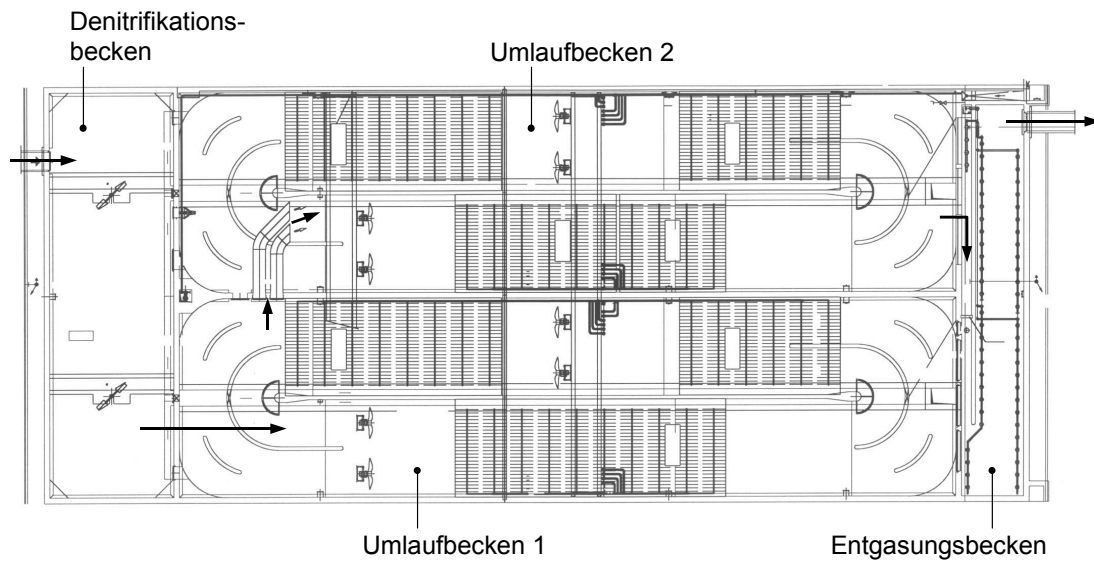 Denitrifikations-
becken
Umlaufbecken 2
Umlaufbecken 1
Entgasungsbecken